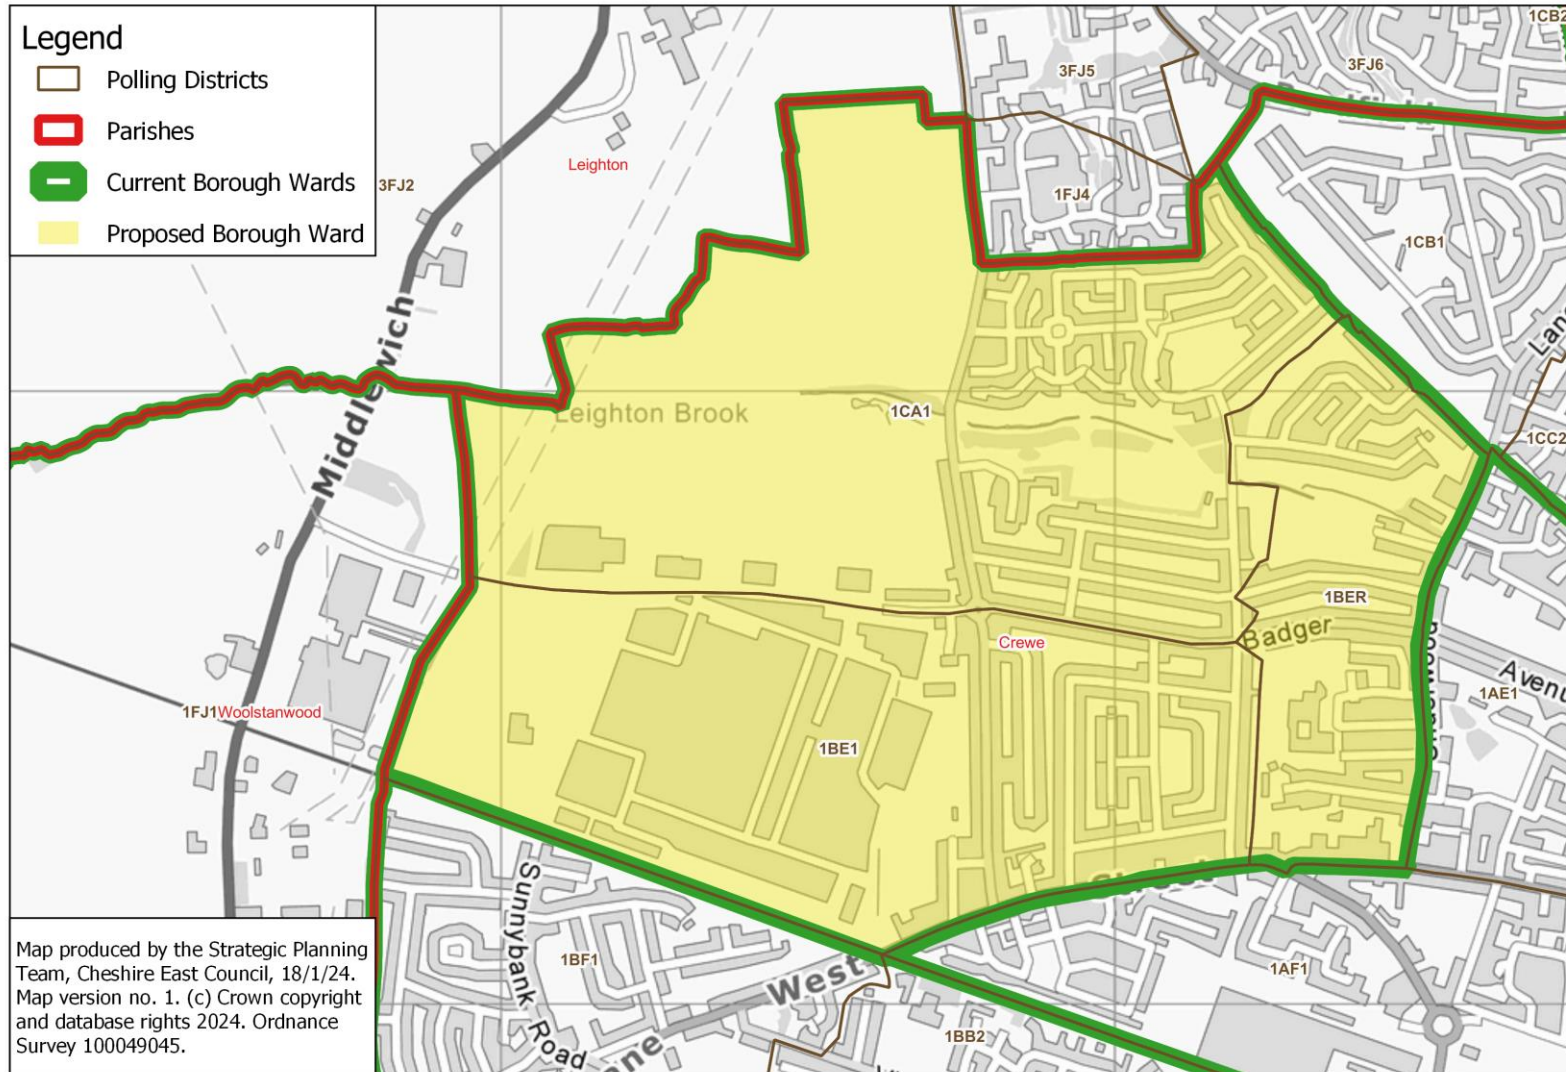 Legend
Polling Districts
Parishes
Current Borough Wards
Proposed Borough Ward
1CB2
3FJ5
3FJ6
Leighton
3FJ2
1FJ4
1CB1
Middlewich
Leighton Brook
1CA1
1CC2
1BER
Badger
Crewe
Avenu
1AE1
1FJ1
Woolstanwood
1BE1
Street
Sunnybank Road
1BF1
West
1AF1
1BB2
Map produced by the Strategic Planning
Team, Cheshire East Council, 18/1/24.
Map version no. 1. (c) Crown copyright
and database rights 2024. Ordnance
Survey 100049045.